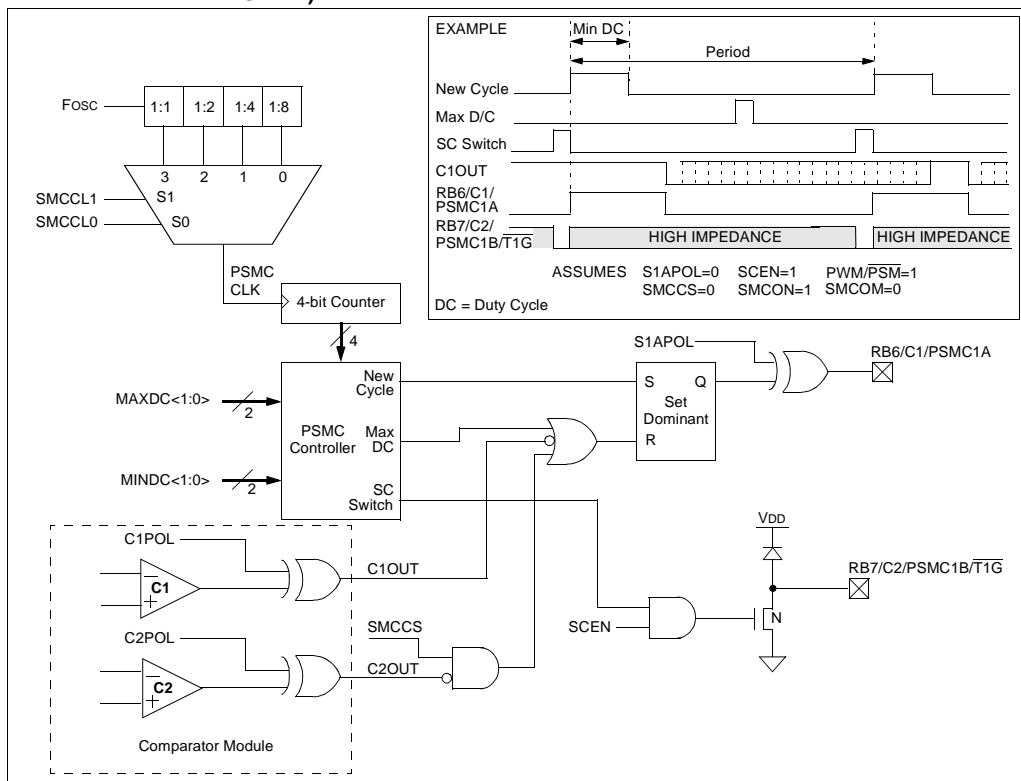 EXAMPLE
Min DC
Period
New Cycle
Max D/C
SC Switch
C1OUT
RB6/C1/
PSMC1A
RB7/C2/
PSMC1B/T1G
HIGH IMPEDANCE
HIGH IMPEDANCE
ASSUMES S1APOL=0 SCEN=1 PWM/PSM=1
SMCCS=0 SMCON=1 SMCOM=0
DC = Duty Cycle
FOSC
1:1 1:2 1:4 1:8
3 2 1 0
SMCCL1
S1
SMCCL0
S0
PSMC
CLK
4-bit Counter
4
MAXDC<1:0>
2
MINDC<1:0>
2
PSMC
Controller
New
Cycle
Max
DC
SC
Switch
S1APOL
S Q
Set
Dominant
R
RB6/C1/PSMC1A
C1POL
C1
C1OUT
C2POL
C2
C2OUT
SMCCS
SCEN
VDD
N
RB7/C2/PSMC1B/T1G
Comparator Module